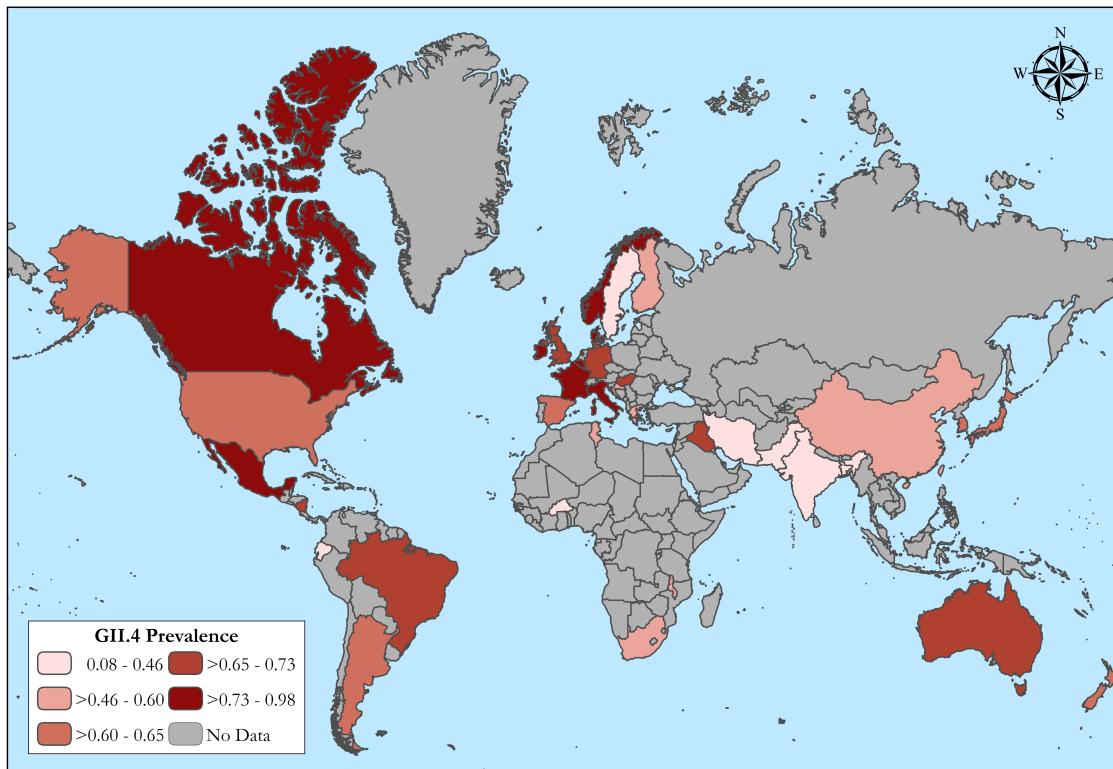 N
W E
S
GII.4 Prevalence
0.08 - 0.46 >0.65 - 0.73
>0.46 - 0.60 >0.73 - 0.98
>0.60 - 0.65 No Data